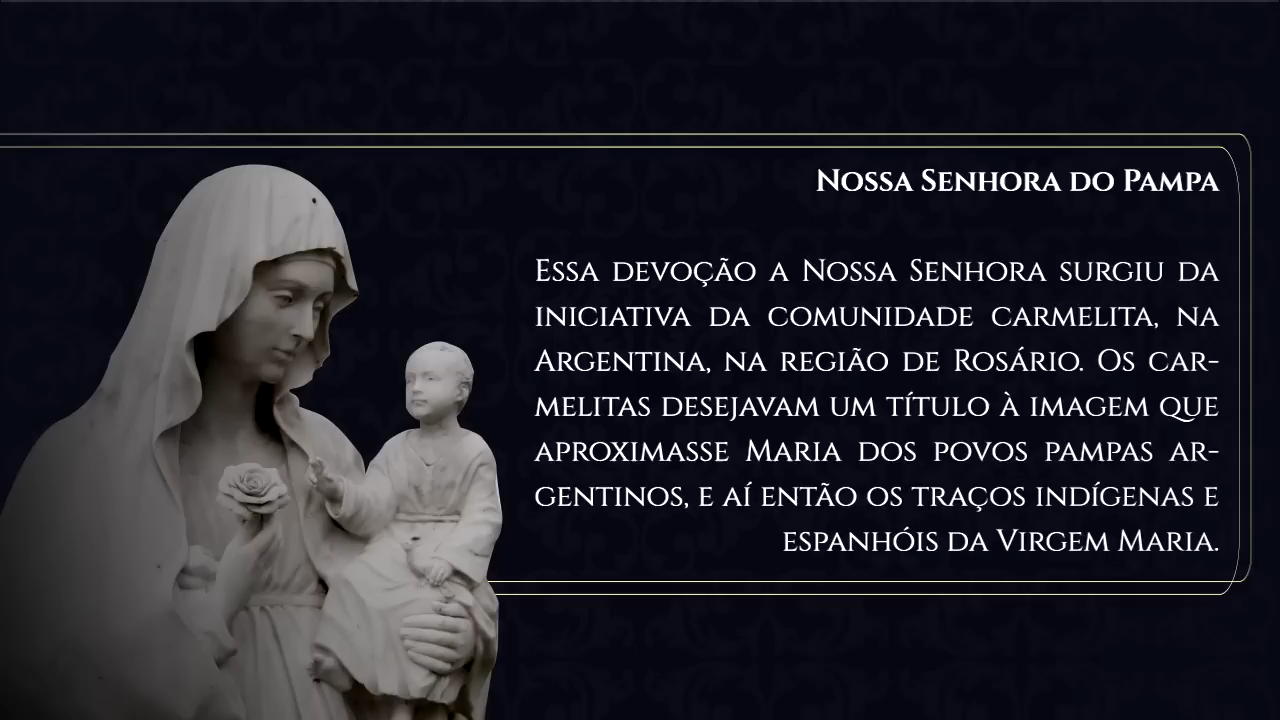 Nossa Senhora do Pampa
Essa devoção a Nossa Senhora surgiu da
iniciativa da comunidade carmelita, na
Argentina, na região de Rosário. Os car-
melitas desejavam um título à imagem que
aproximasse Maria dos povos pampas ar-
gentinos, e aí então os traços indígenas e
espanhóis da Virgem Maria.